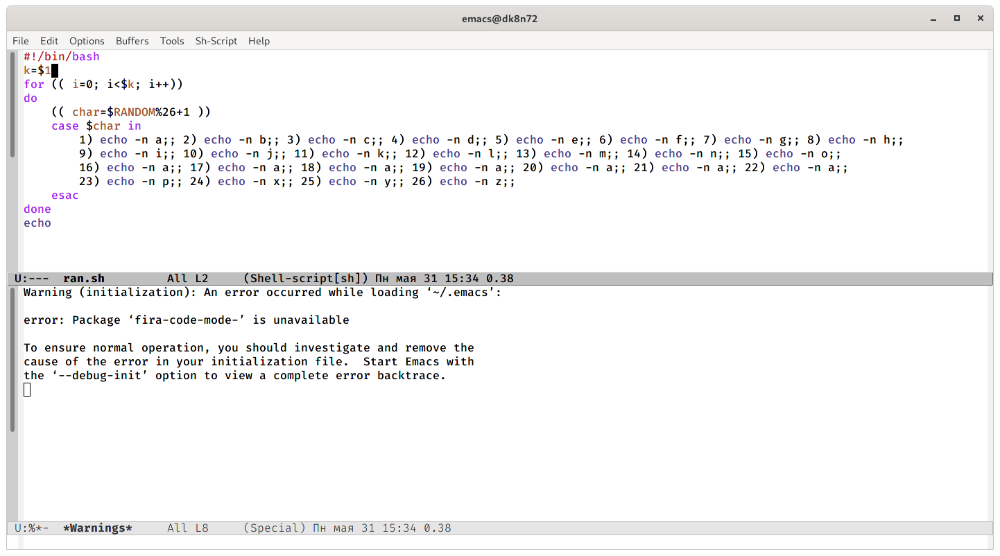 emacs@dk8n72
File Edit Options Buffers Tools Sh-Script Help
#!/bin/bash
k=$1
for (( i=0; i<$k; i++))
do
    (( char=$RANDOM%26+1 ))
    case $char in
        1) echo -n a;; 2) echo -n b;; 3) echo -n c;; 4) echo -n d;; 5) echo -n e;; 6) echo -n f;; 7) echo -n g;; 8) echo -n h;;
        9) echo -n i;; 10) echo -n j;; 11) echo -n k;; 12) echo -n l;; 13) echo -n m;; 14) echo -n n;; 15) echo -n o;;
        16) echo -n a;; 17) echo -n a;; 18) echo -n a;; 19) echo -n a;; 20) echo -n a;; 21) echo -n a;; 22) echo -n a;;
        23) echo -n p;; 24) echo -n x;; 25) echo -n y;; 26) echo -n z;;
    esac
done
echo
U:--- ran.sh All L2 (Shell-script[sh]) Пн мая 31 15:34 0.38
Warning (initialization): An error occurred while loading ‘~/.emacs’:
error: Package ‘fira-code-mode-’ is unavailable
To ensure normal operation, you should investigate and remove the
cause of the error in your initialization file.  Start Emacs with
the ‘--debug-init’ option to view a complete error backtrace.
U:%*- *Warnings* All L8 (Special) Пн мая 31 15:34 0.38